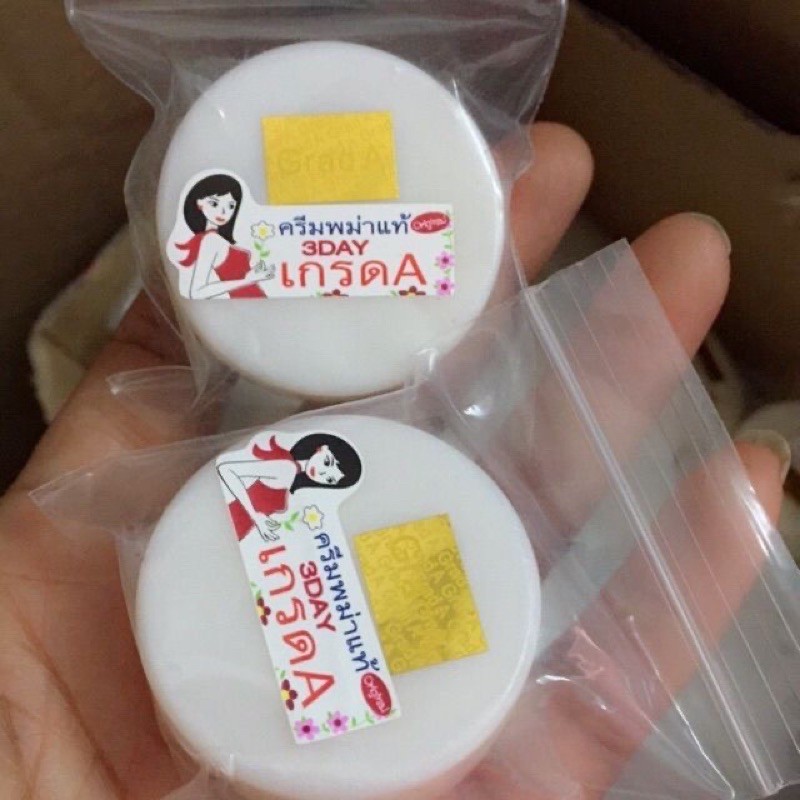 Grad A
ครีมพม่าแท้ Original
3DAY
เกรดA
ครีมพม่าแท้
3DAY
เกรดA
Original